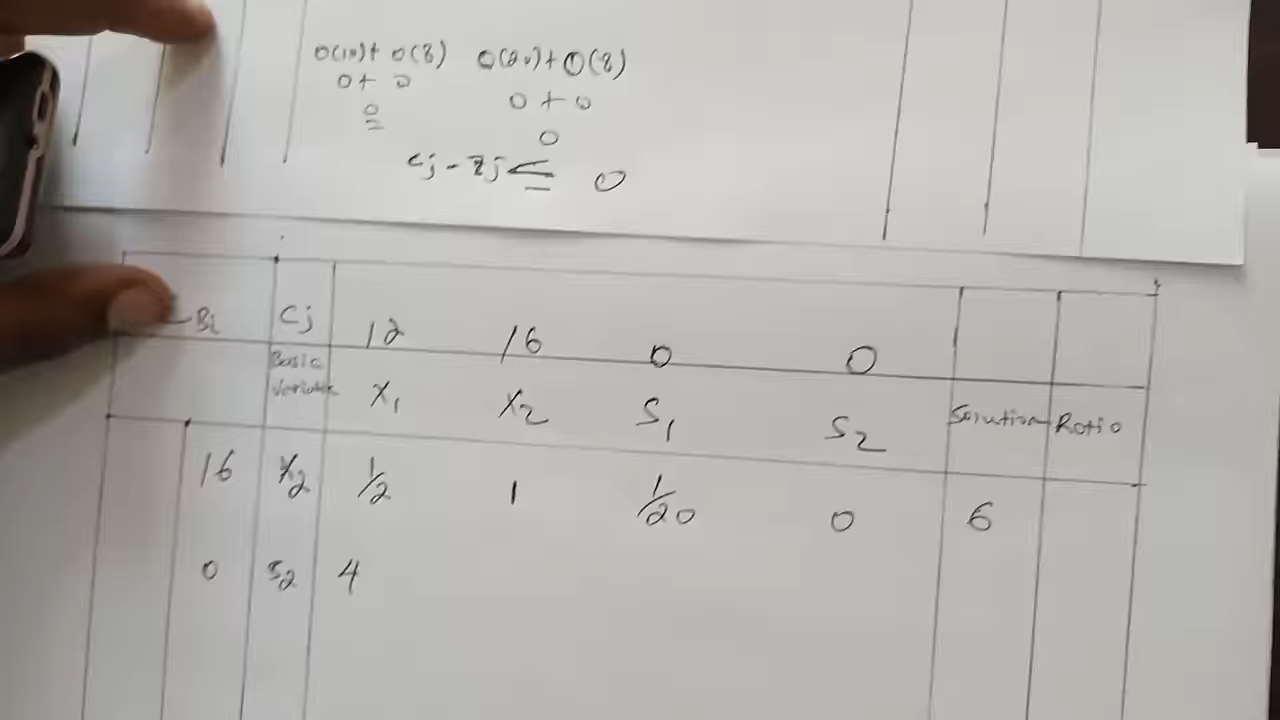 0(10) + 0(8) 0(20) + 0(8)
0 + 0 0 + 0
0 0
Cj - Zj ≤ 0
Bi Cj 12 16 0 0
Basic Variable X1 X2 S1 S2 Solution Ratio
16 X2 1/2 1 1/20 0 6
0 S2 4